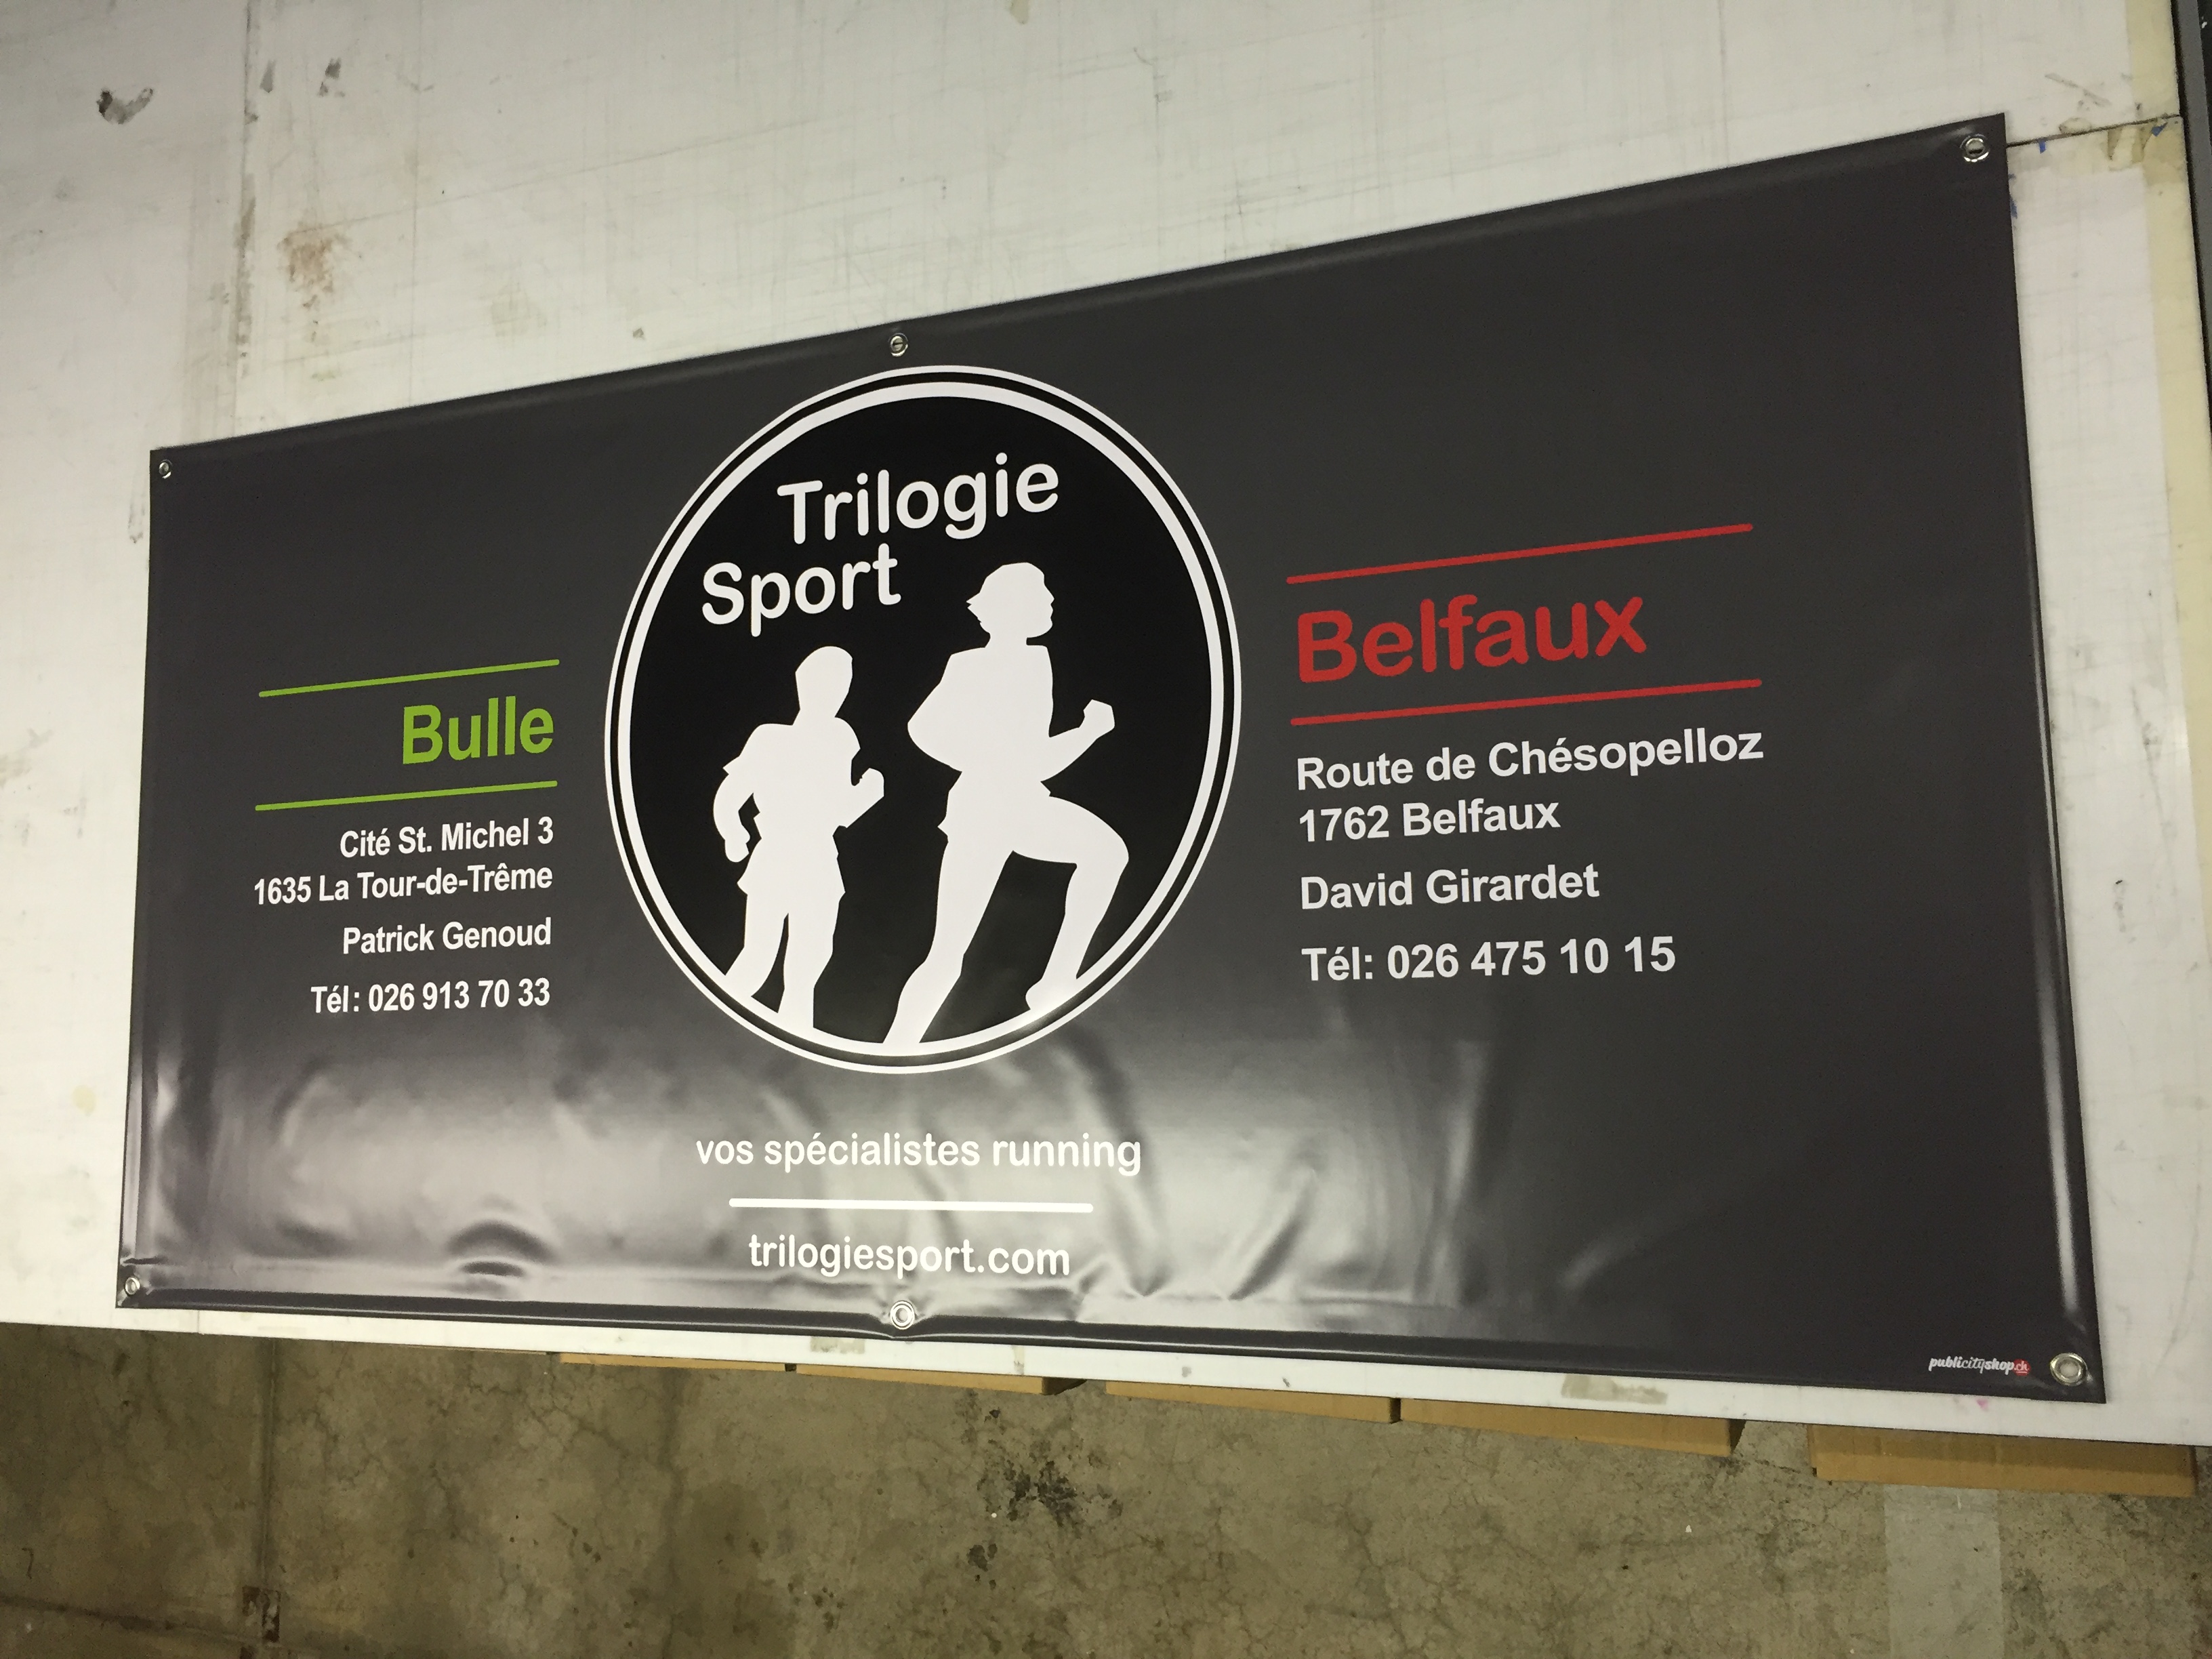 Trilogie
Sport
Bulle
Cité St. Michel 3
1635 La Tour-de-Trême
Patrick Genoud
Tél: 026 913 70 33
Belfaux
Route de Chésopelloz
1762 Belfaux
David Girardet
Tél: 026 475 10 15
vos spécialistes running
trilogiesport.com
publicityshop.ch